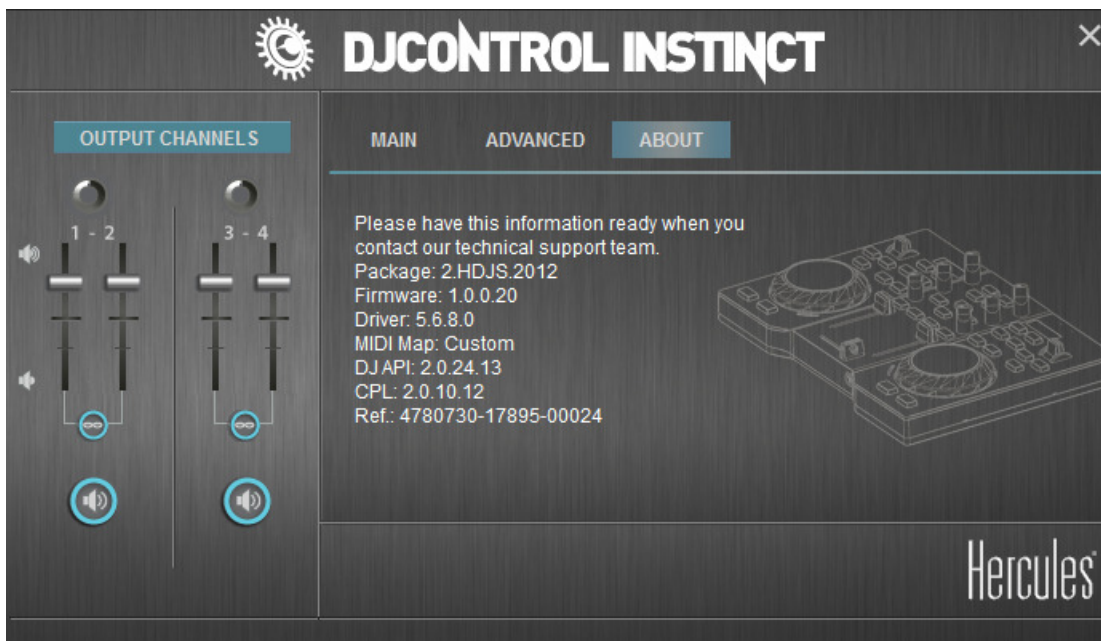 DJCONTROL INSTINCT
OUTPUT CHANNELS
1 - 2
3 - 4
MAIN
ADVANCED
ABOUT
Please have this information ready when you
contact our technical support team.
Package: 2.HDJS.2012
Firmware: 1.0.0.20
Driver: 5.6.8.0
MIDI Map: Custom
DJ API: 2.0.24.13
CPL: 2.0.10.12
Ref.: 4780730-17895-00024
Hercules